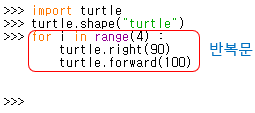 >>> import turtle
>>> turtle.shape("turtle")
>>> for i in range(4) :
        turtle.right(90)
        turtle.forward(100)
반복문
>>>